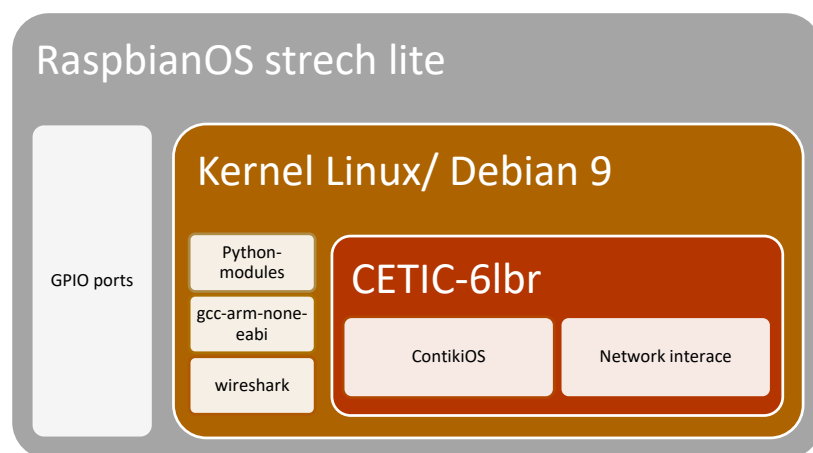 RaspbianOS strech lite
Kernel Linux/ Debian 9
GPIO ports
Python-
modules
gcc-arm-none-
eabi
wireshark
CETIC-6lbr
ContikiOS
Network interace